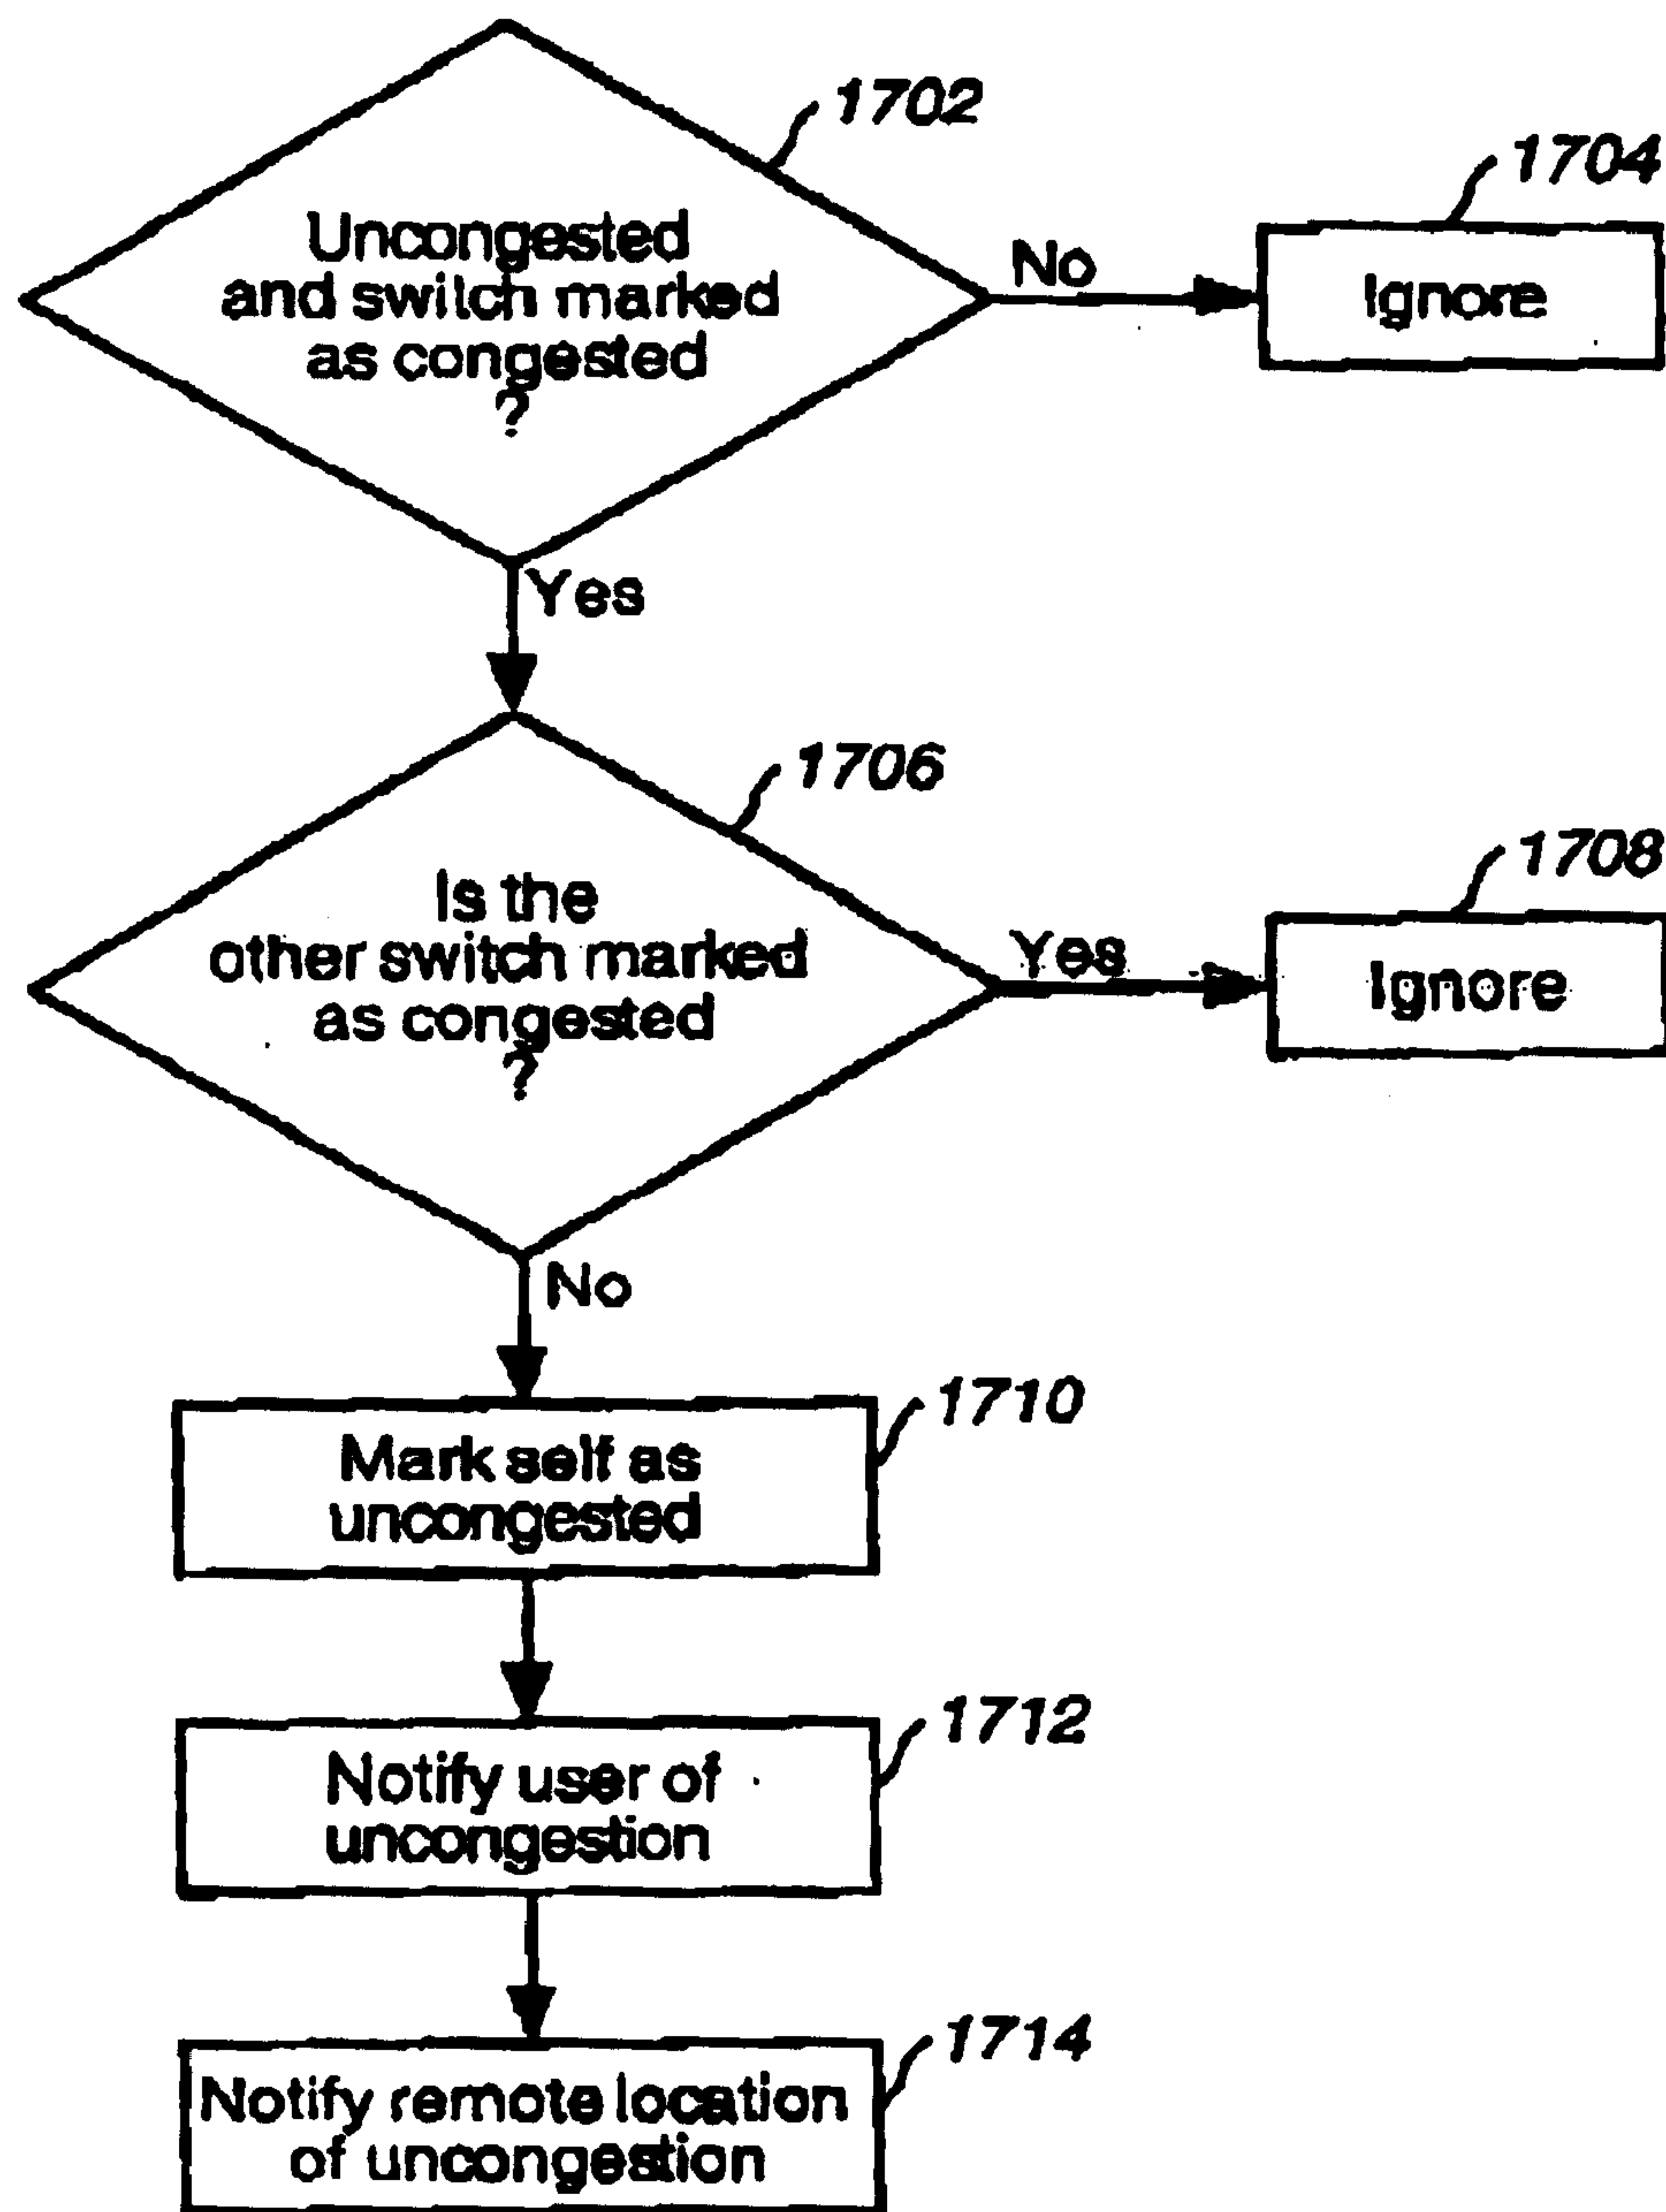 1702
Uncongested
and switch marked
as congested
?
No
1704
Ignore
Yes
1706
Is the
other switch marked
as congested
?
Yes
1708
Ignore
No
1710
Mark self as
uncongested
1712
Notify user of
uncongestion
1714
Notify remote location
of uncongestion